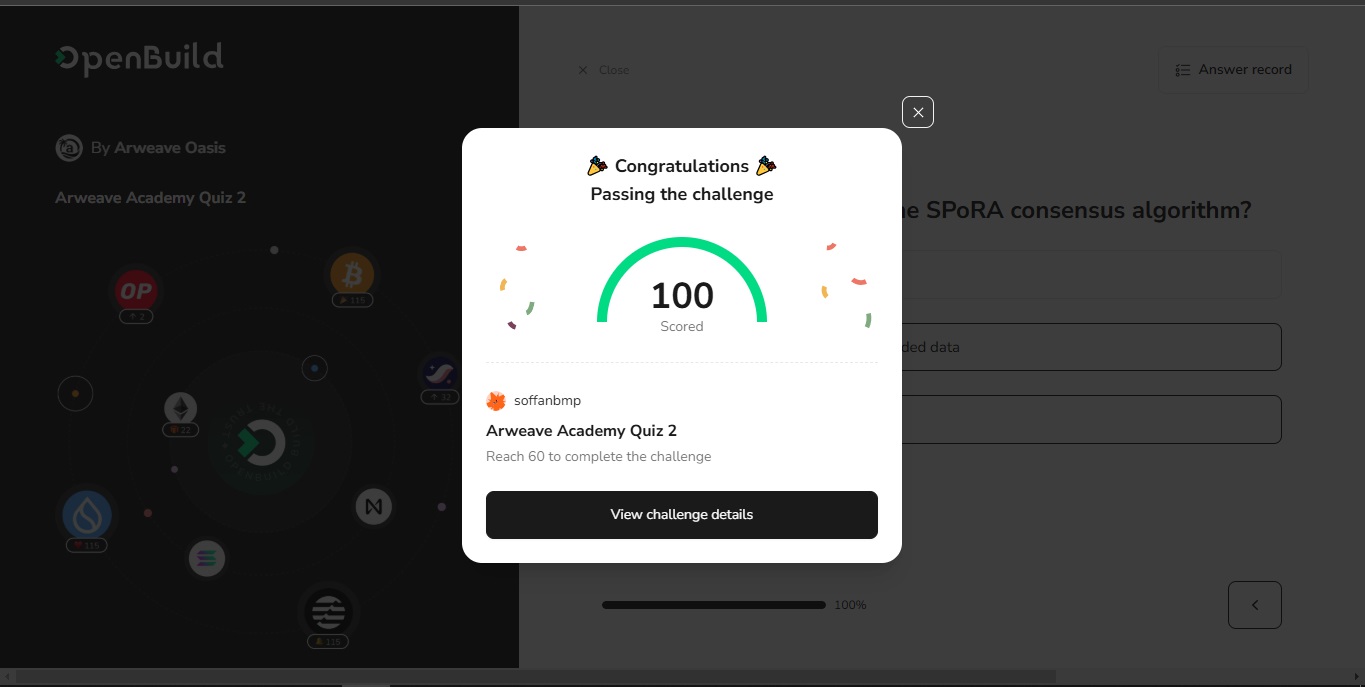 OpenBuild
By Arweave Oasis
Arweave Academy Quiz 2
OP
2
115
32
22
115
115
Close
Answer record
SPoRA consensus algorithm?
data
100%
Congratulations
Passing the challenge
100
Scored
soffanbmp
Arweave Academy Quiz 2
Reach 60 to complete the challenge
View challenge details